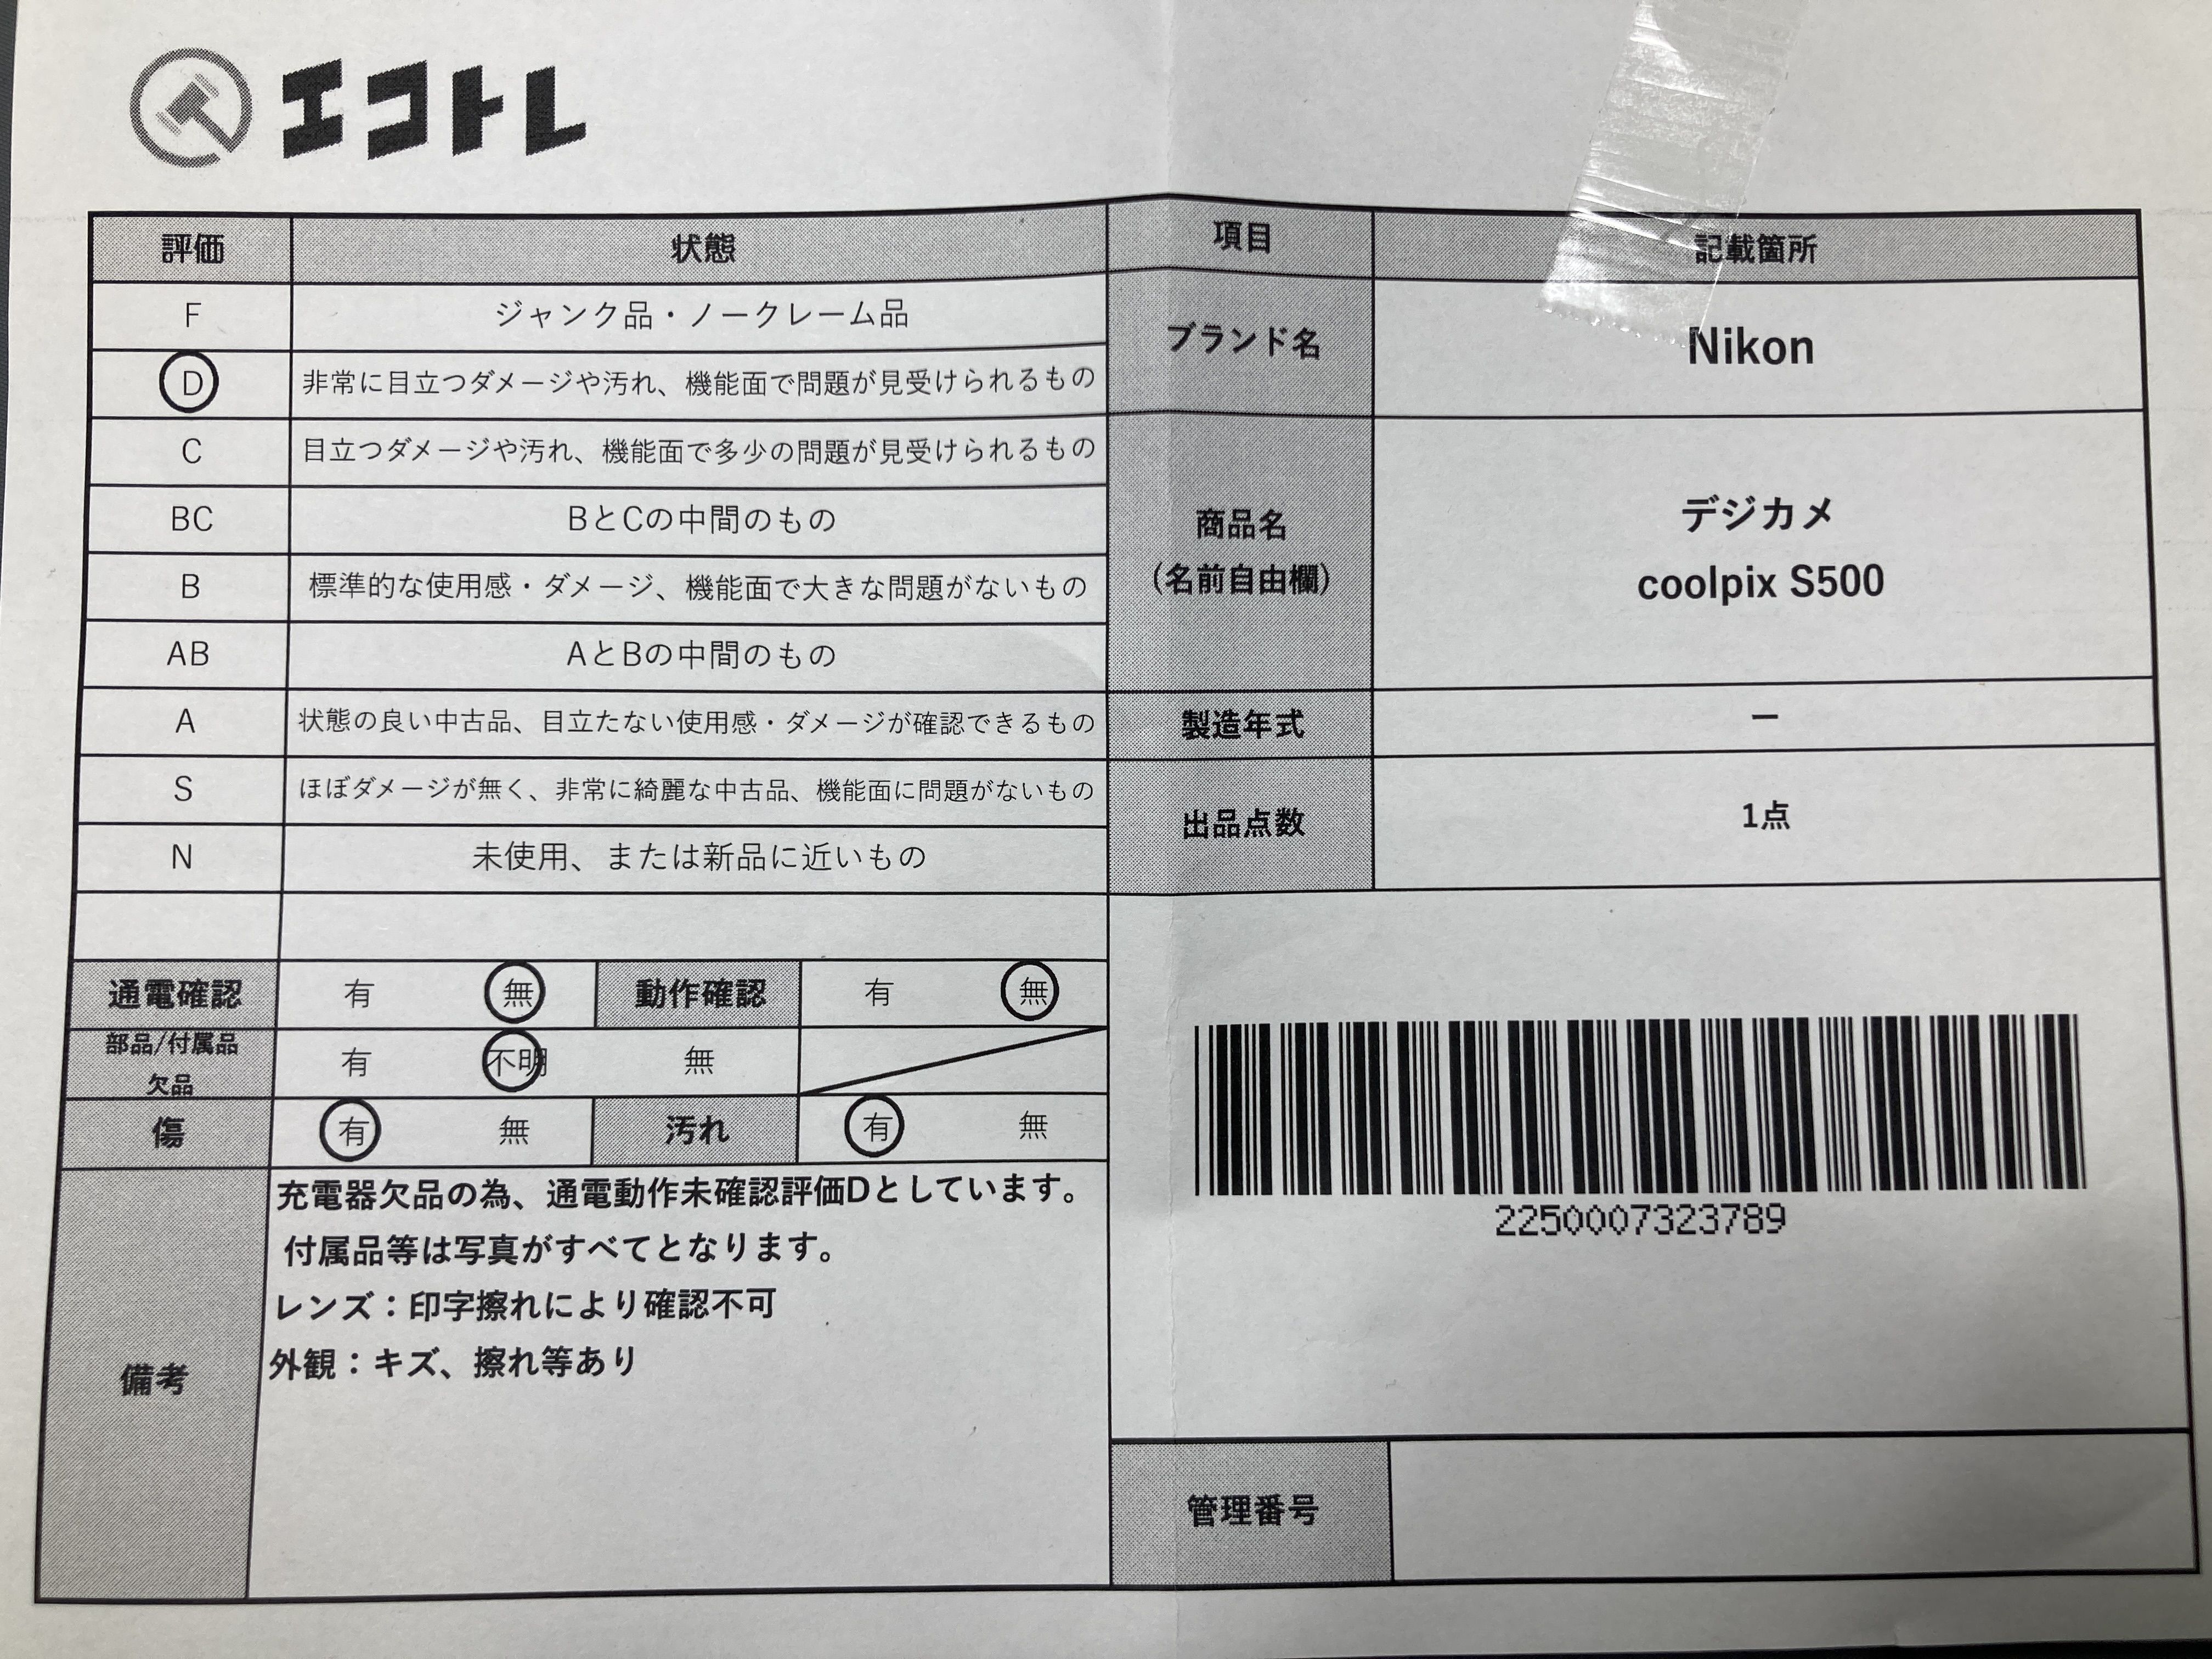 エコトレ
評価 状態 項目 記載箇所
F ジャンク品・ノークレーム品
D 非常に目立つダメージや汚れ、機能面で問題が見受けられるもの
ブランド名 Nikon
C 目立つダメージや汚れ、機能面で多少の問題が見受けられるもの
BC BとCの中間のもの
B 標準的な使用感・ダメージ、機能面で大きな問題がないもの
AB AとBの中間のもの
商品名
(名前自由欄)
デジカメ
coolpix S500
A 状態の良い中古品、目立たない使用感・ダメージが確認できるもの
製造年式 ー
S ほぼダメージが無く、非常に綺麗な中古品、機能面に問題がないもの
N 未使用、または新品に近いもの
出品点数 1点
通電確認 有 無 動作確認 有 無
部品/付属品
欠品
有 不明 無
傷 有 無 汚れ 有 無
備考
充電器欠品の為、通電動作未確認評価Dとしています。
付属品等は写真がすべてとなります。
レンズ：印字擦れにより確認不可
外観：キズ、擦れ等あり
2250007323789
管理番号